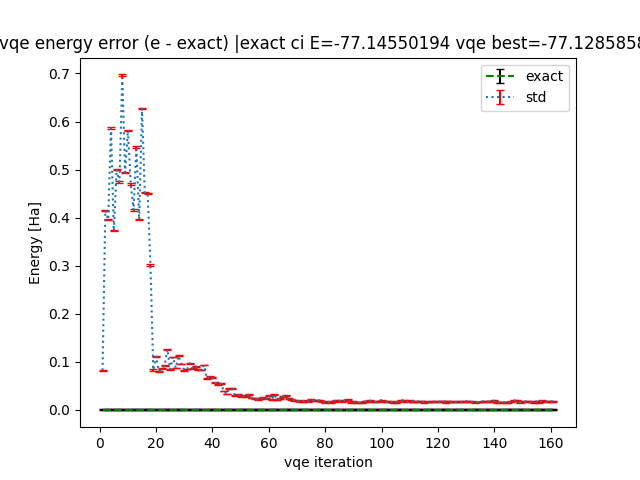 vqe energy error (e - exact) |exact ci E=-77.14550194 vqe best=-77.1285858
0.7
0.6
0.5
0.4
0.3
0.2
0.1
0.0
Energy [Ha]
exact
std
0 20 40 60 80 100 120 140 160
vqe iteration